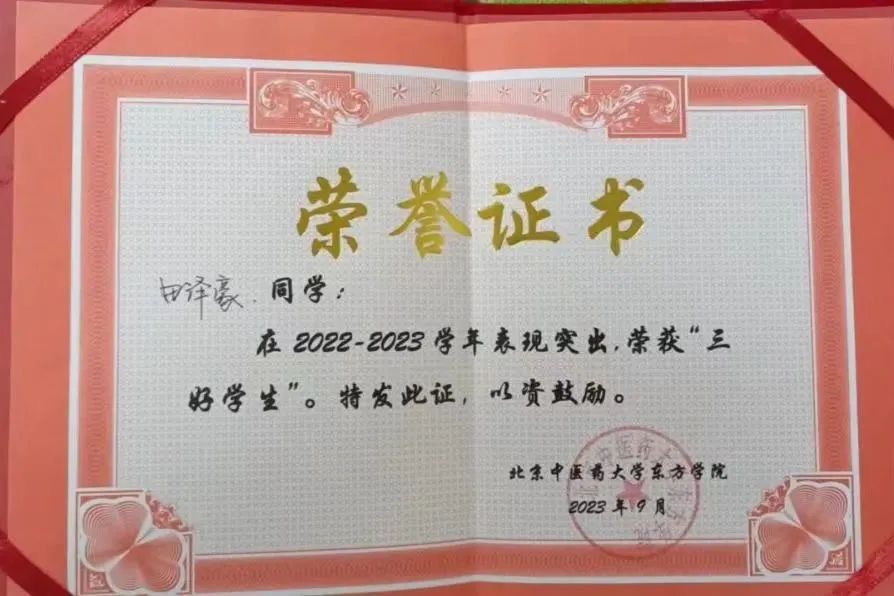 荣誉证书
田泽豪. 同学：
在 2022-2023 学年表现突出，荣获“三
好学生”。特发此证，以资鼓励。
北京中医药大学东方学院
2023 年 9 月